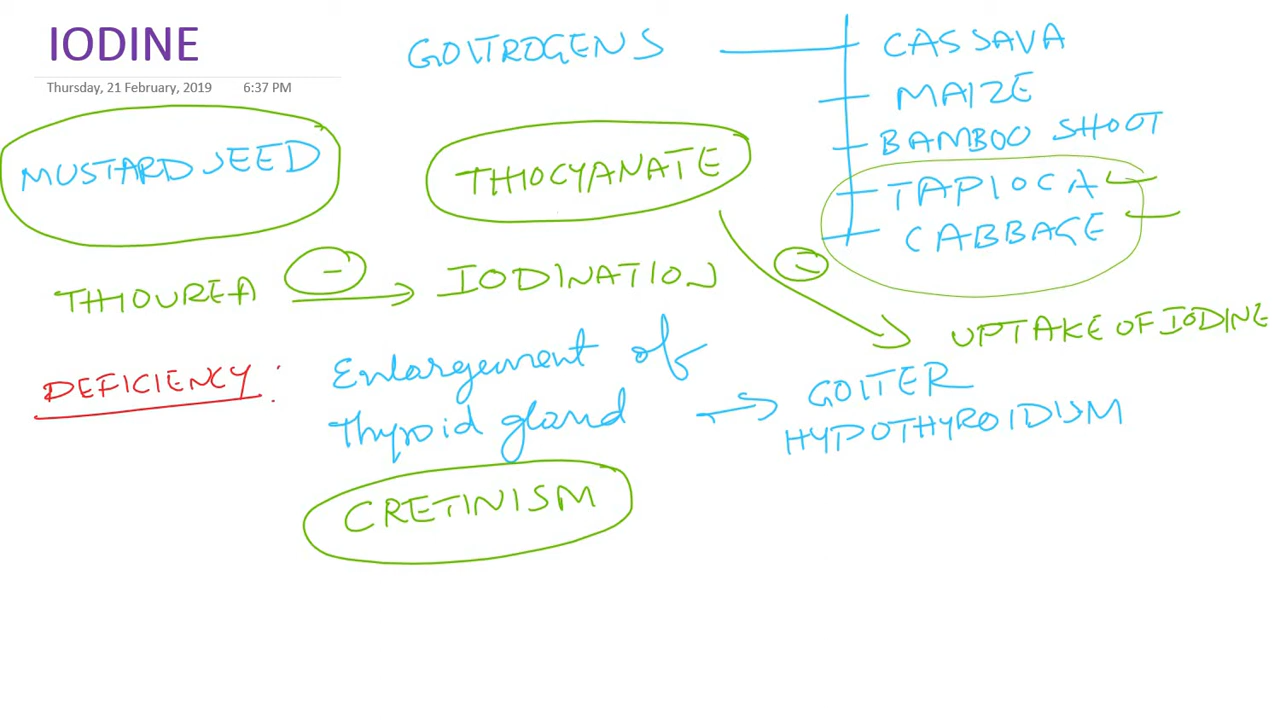 IODINE
Thursday, 21 February, 2019 6:37 PM
GOITROGENS
CASSAVA
MAIZE
BAMBOO SHOOT
TAPIOCA
CABBAGE
MUSTARD SEED
THIOCYANATE
THIOUREA - IODINATION
-
UPTAKE OF IODINE
DEFICIENCY:
Enlargement of
Thyroid gland
GOITER
HYPOTHYROIDISM
CRETINISM